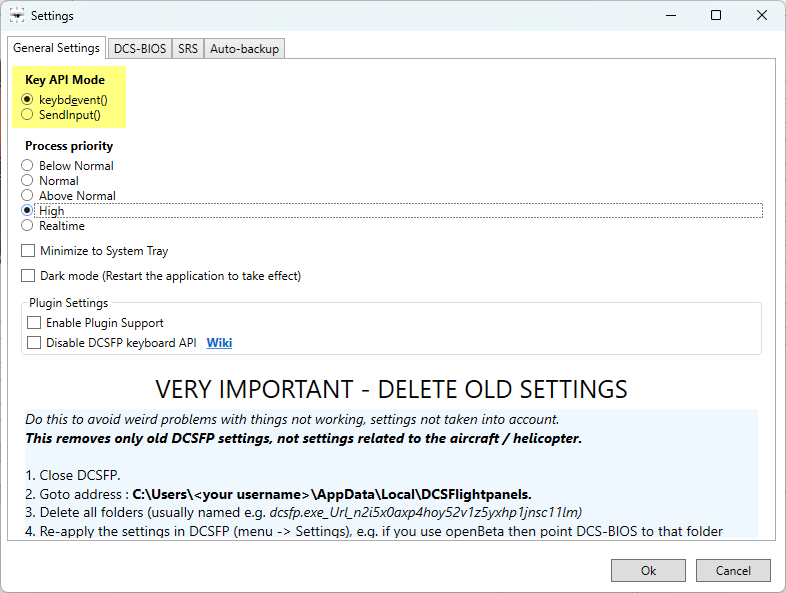 Settings
General Settings
DCS-BIOS
SRS
Auto-backup
Key API Mode
keybdevent()
SendInput()
Process priority
Below Normal
Normal
Above Normal
High
Realtime
Minimize to System Tray
Dark mode (Restart the application to take effect)
Plugin Settings
Enable Plugin Support
Disable DCSFP keyboard API Wiki
VERY IMPORTANT - DELETE OLD SETTINGS
Do this to avoid weird problems with things not working, settings not taken into account.
This removes only old DCSFP settings, not settings related to the aircraft / helicopter.
1. Close DCSFP.
2. Goto address : C:\Users\<your username>\AppData\Local\DCSFlightpanels.
3. Delete all folders (usually named e.g. dcsfp.exe_Url_n2i5x0axp4hoy52v1z5yxhp1jnsc11lm)
4. Re-apply the settings in DCSFP (menu -> Settings), e.g. if you use openBeta then point DCS-BIOS to that folder
Ok
Cancel